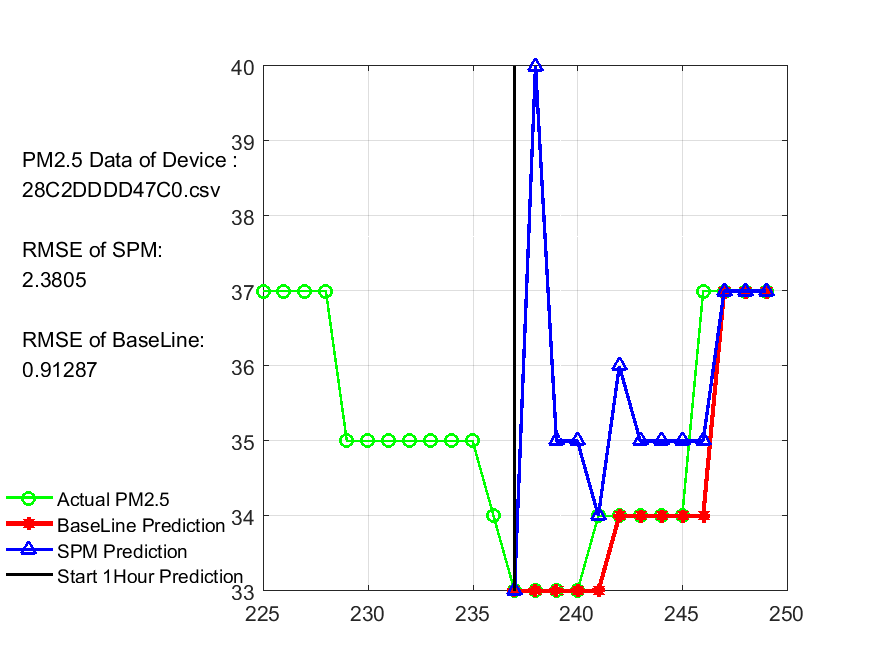 PM2.5 Data of Device :
28C2DDDD47C0.csv
RMSE of SPM:
2.3805
RMSE of BaseLine:
0.91287
Actual PM2.5
BaseLine Prediction
SPM Prediction
Start 1Hour Prediction
40
39
38
37
36
35
34
33
225 230 235 240 245 250